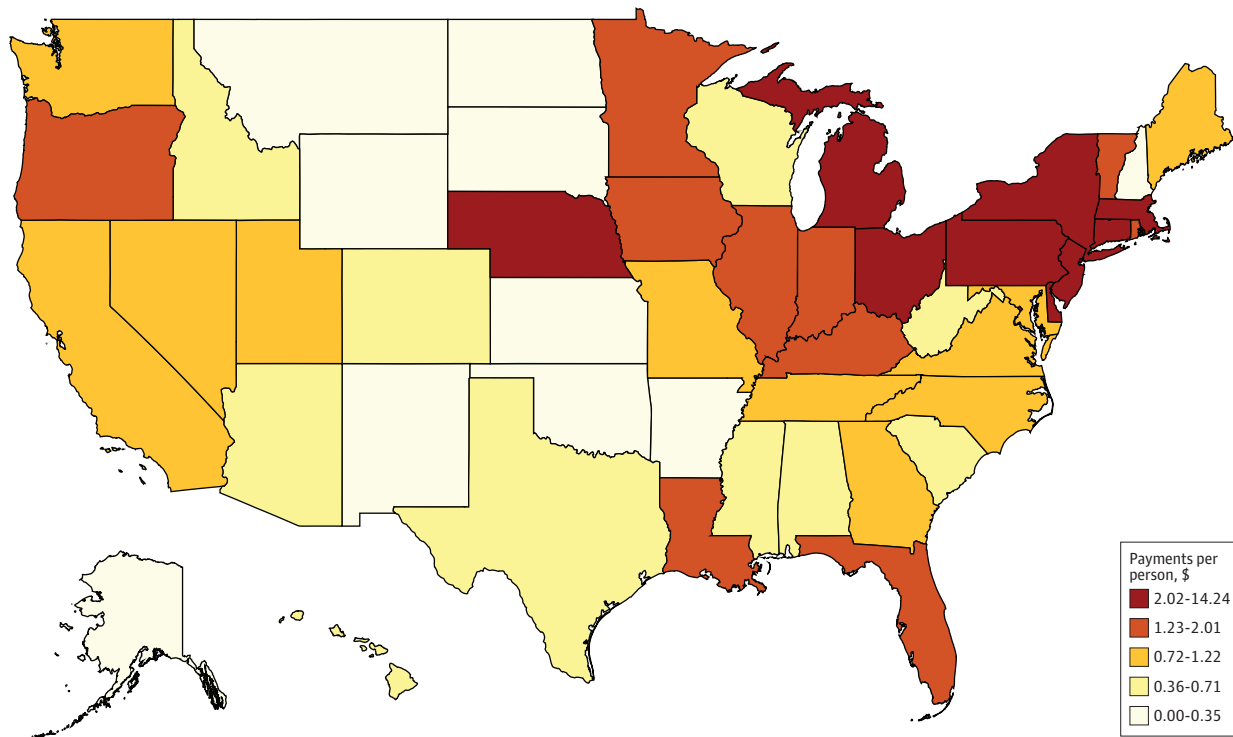 Payments per
person, $
2.02-14.24
1.23-2.01
0.72-1.22
0.36-0.71
0.00-0.35